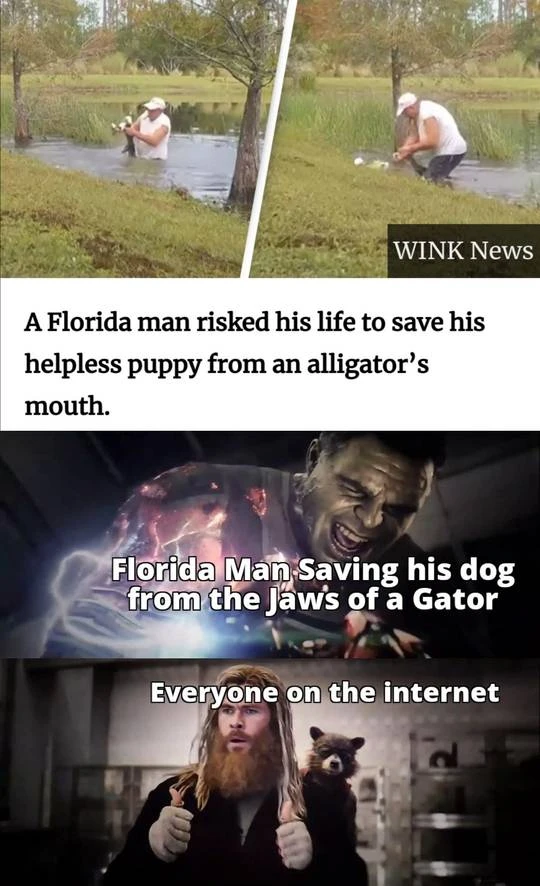 WINK News
A Florida man risked his life to save his
helpless puppy from an alligator’s
mouth.
Florida Man Saving his dog
from the Jaws of a Gator
Everyone on the internet